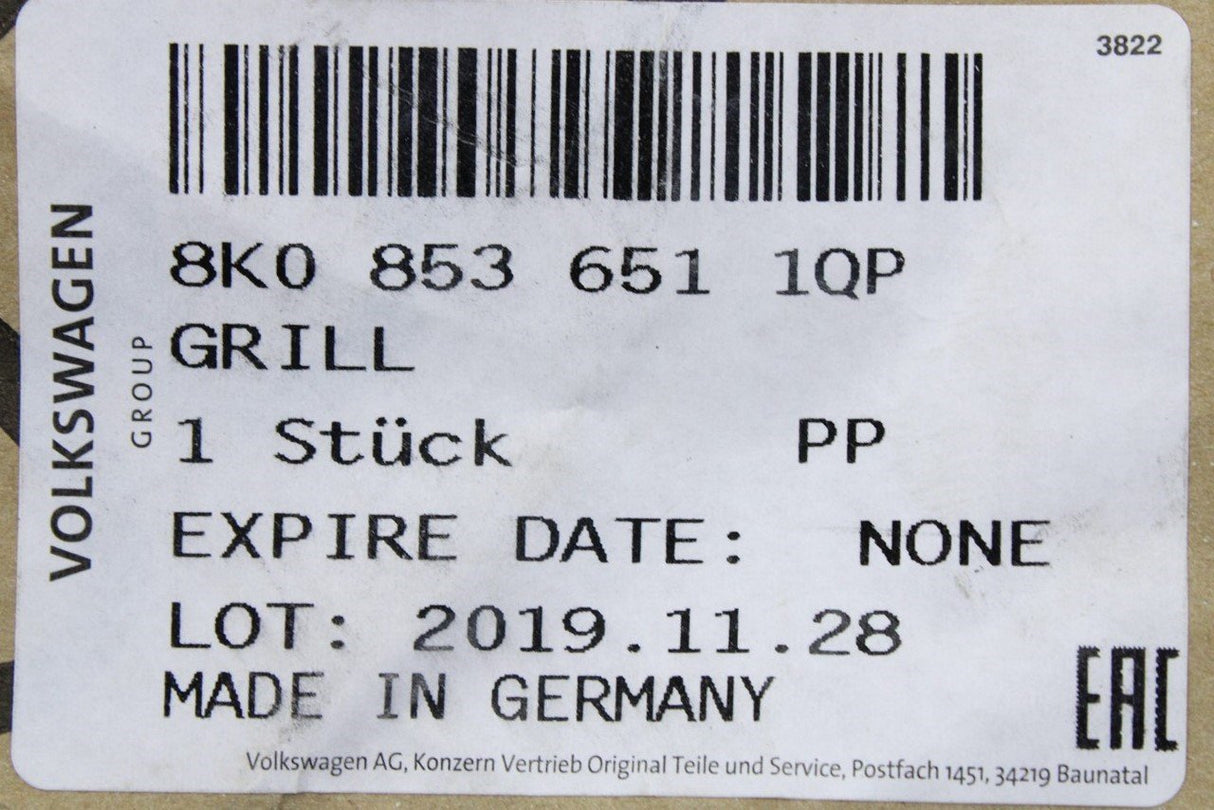 3822
VOLKSWAGEN
GROUP
8K0 853 651 1QP
GRILL
1 Stück PP
EXPIRE DATE: NONE
LOT: 2019.11.28
MADE IN GERMANY
EAC
Volkswagen AG, Konzern Vertrieb Original Teile und Service, Postfach 1451, 34219 Baunatal